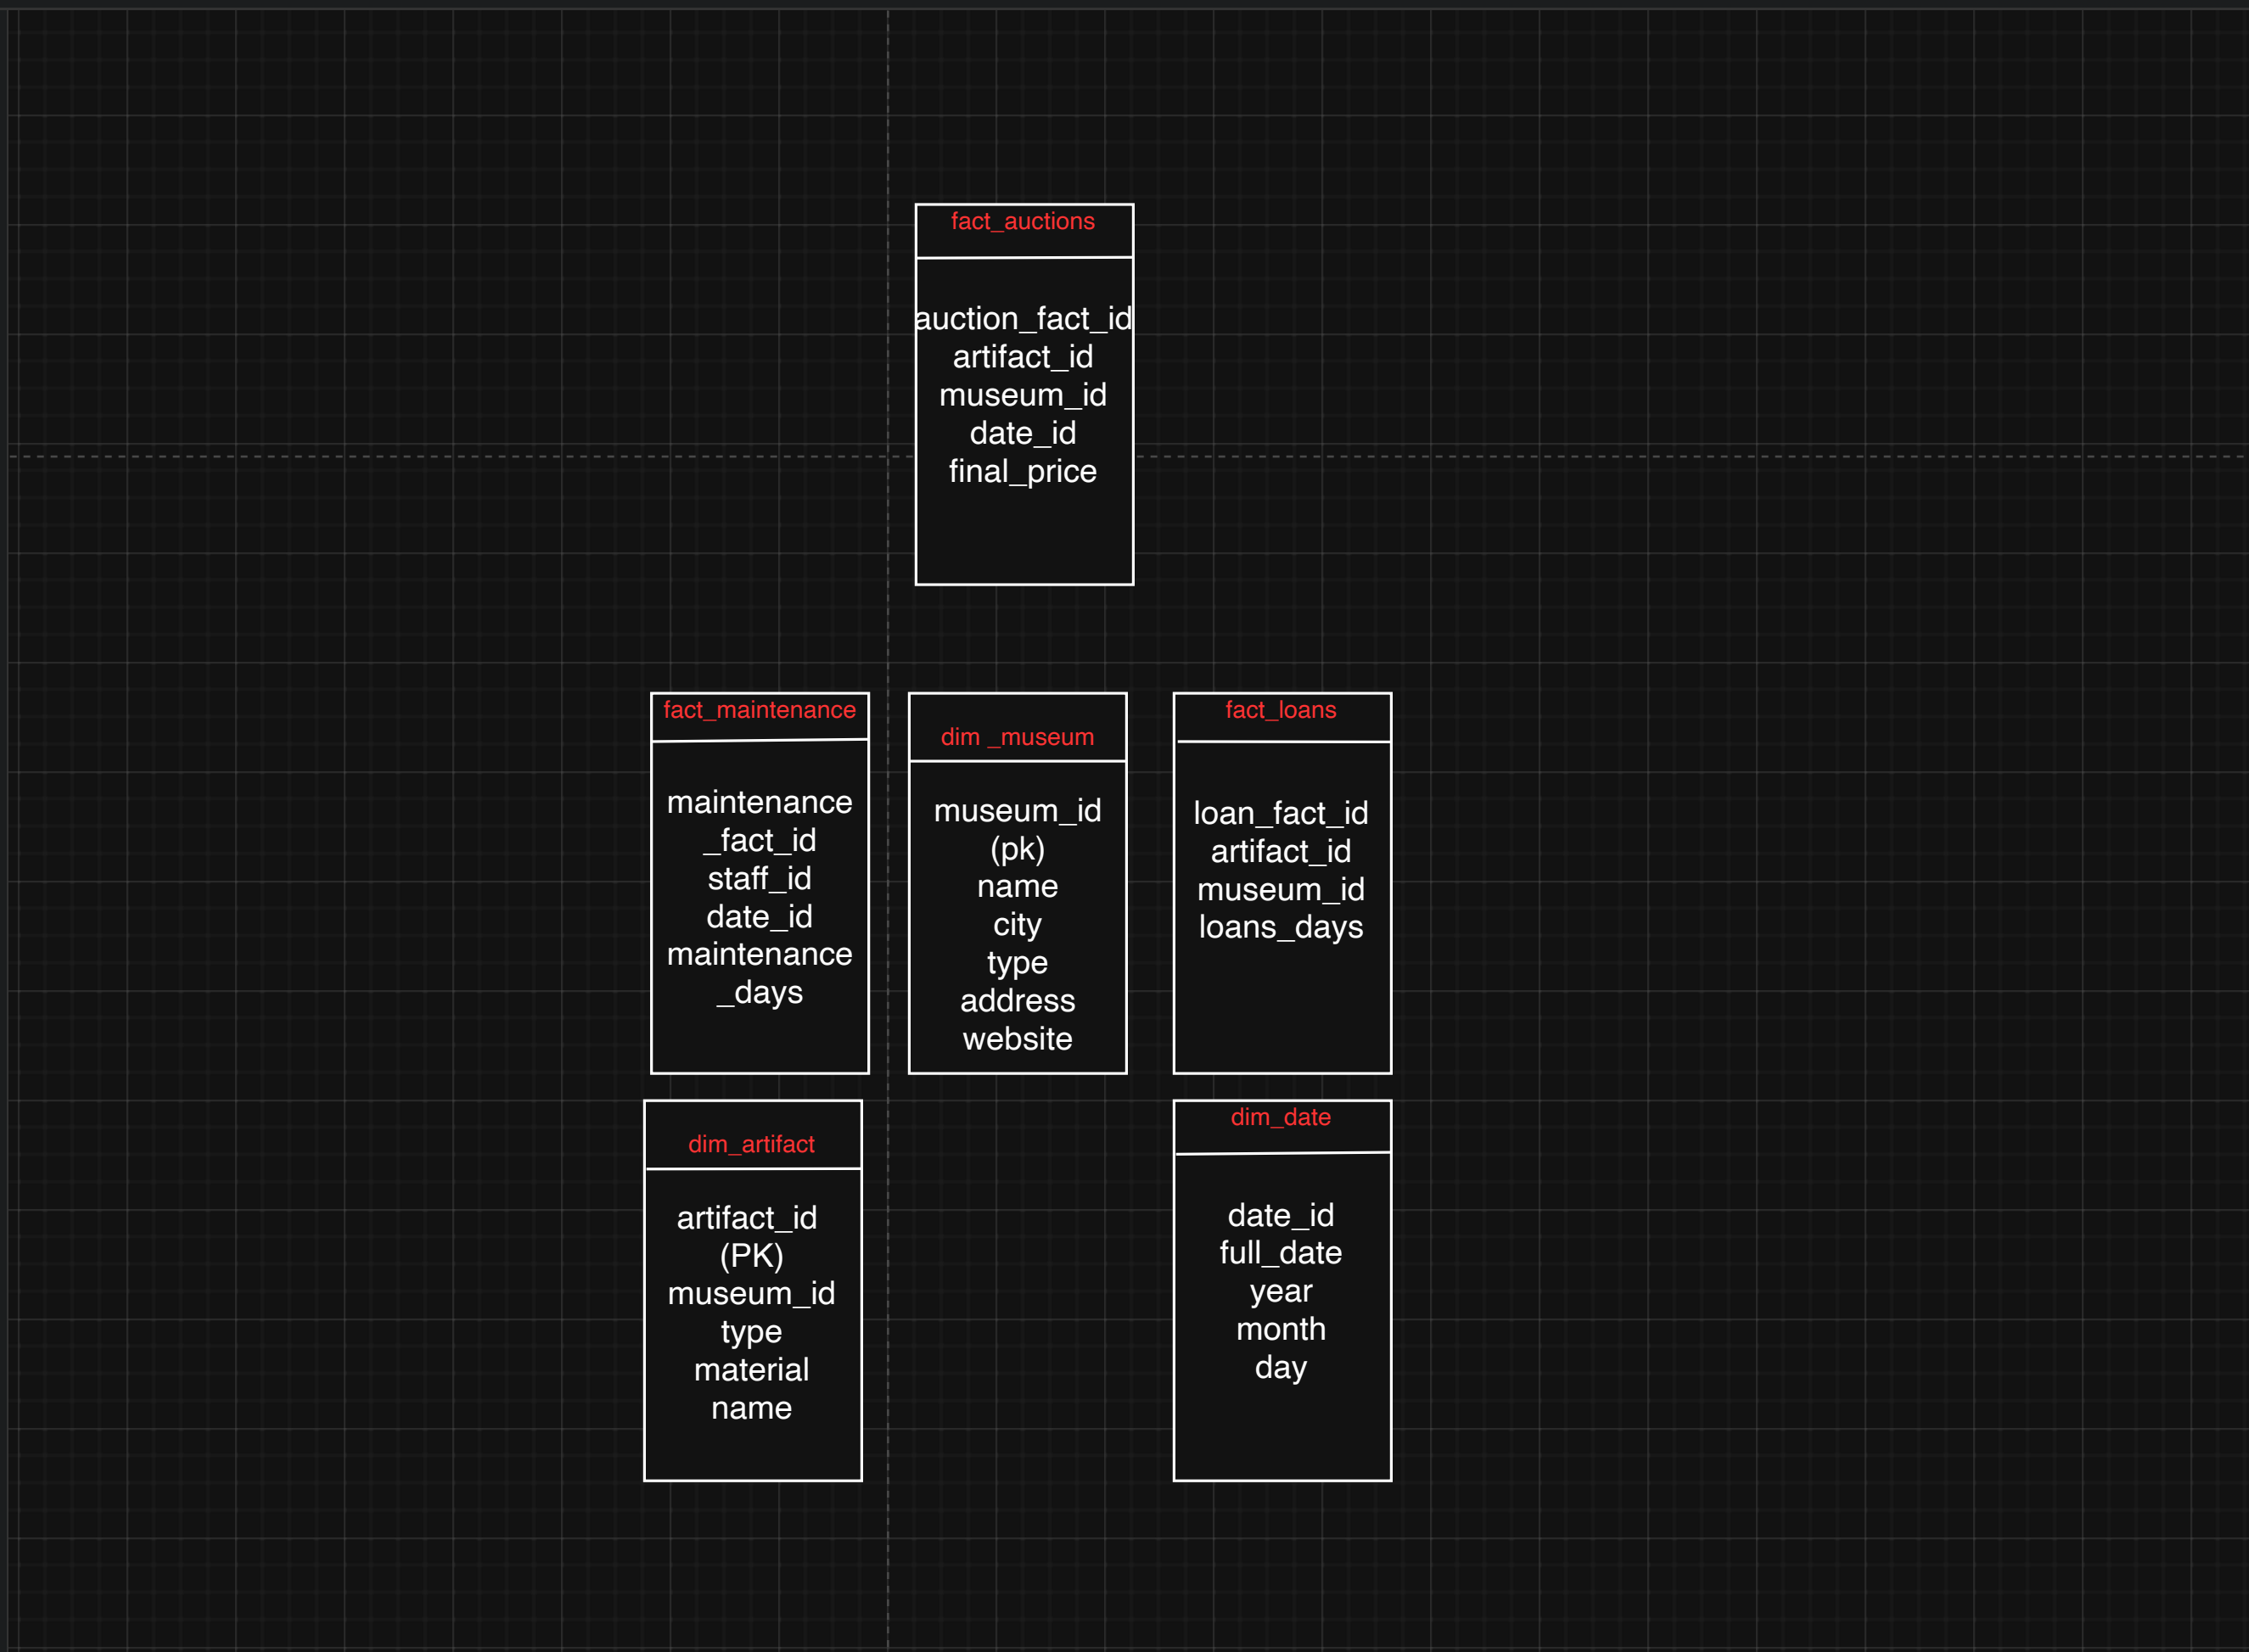 fact_auctions
auction_fact_id
artifact_id
museum_id
date_id
final_price
fact_maintenance
maintenance
_fact_id
staff_id
date_id
maintenance
_days
dim _museum
museum_id
(pk)
name
city
type
address
website
fact_loans
loan_fact_id
artifact_id
museum_id
loans_days
dim_artifact
artifact_id
(PK)
museum_id
type
material
name
dim_date
date_id
full_date
year
month
day